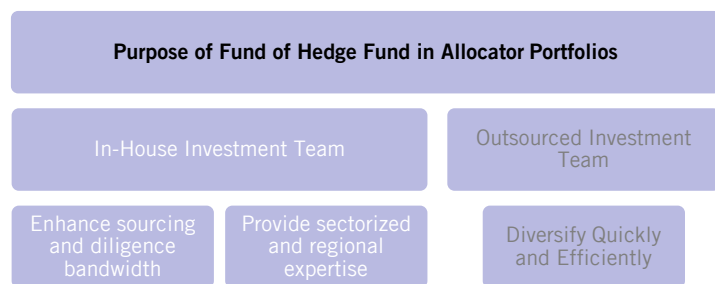 Purpose of Fund of Hedge Fund in Allocator Portfolios
In-House Investment Team
Outsourced Investment
Team
Enhance sourcing
and diligence
bandwidth
Provide sectorized
and regional
expertise
Diversify Quickly
and Efficiently